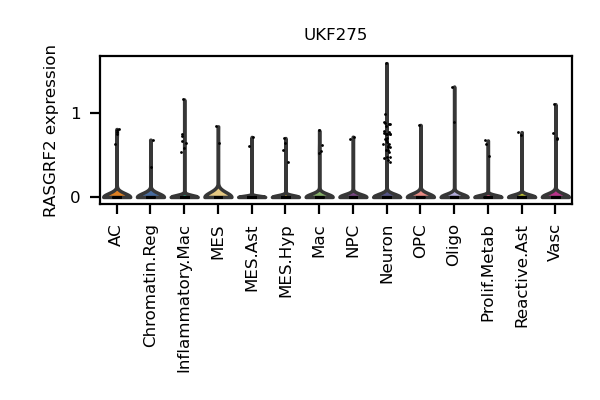 UKF275
RASGRF2 expression
1
0
AC
Chromatin.Reg
Inflammatory.Mac
MES
MES.Ast
MES.Hyp
Mac
NPC
Neuron
OPC
Oligo
Prolif.Metab
Reactive.Ast
Vasc